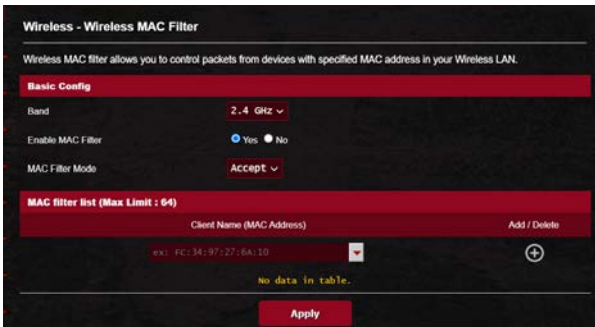 Wireless - Wireless MAC Filter
Wireless MAC filter allows you to control packets from devices with specified MAC address in your Wireless LAN.
Basic Config
Band 2.4 GHz
Enable MAC Filter Yes No
MAC Filter Mode Accept
MAC filter list (Max Limit : 64)
Client Name (MAC Address) Add / Delete
ex: FC:34:97:27:6A:10
No data in table.
Apply